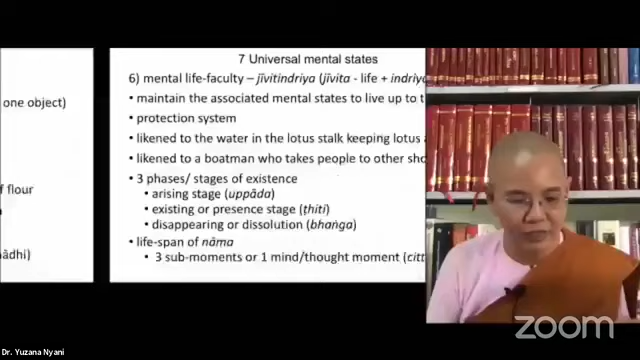 7 Universal mental states
one object)
6) mental life-faculty – jīvitindriya (jīvita - life + indriya
• maintain the associated mental states to live up to t
• protection system
• likened to the water in the lotus stalk keeping lotus
• likened to a boatman who takes people to other sho
f flour
• 3 phases/ stages of existence
• arising stage (uppāda)
• existing or presence stage (ṭhiti)
• disappearing or dissolution (bhaṅga)
• life-span of nāma
ādhi)
• 3 sub-moments or 1 mind/thought moment (citt
zoom
Dr. Yuzana Nyani